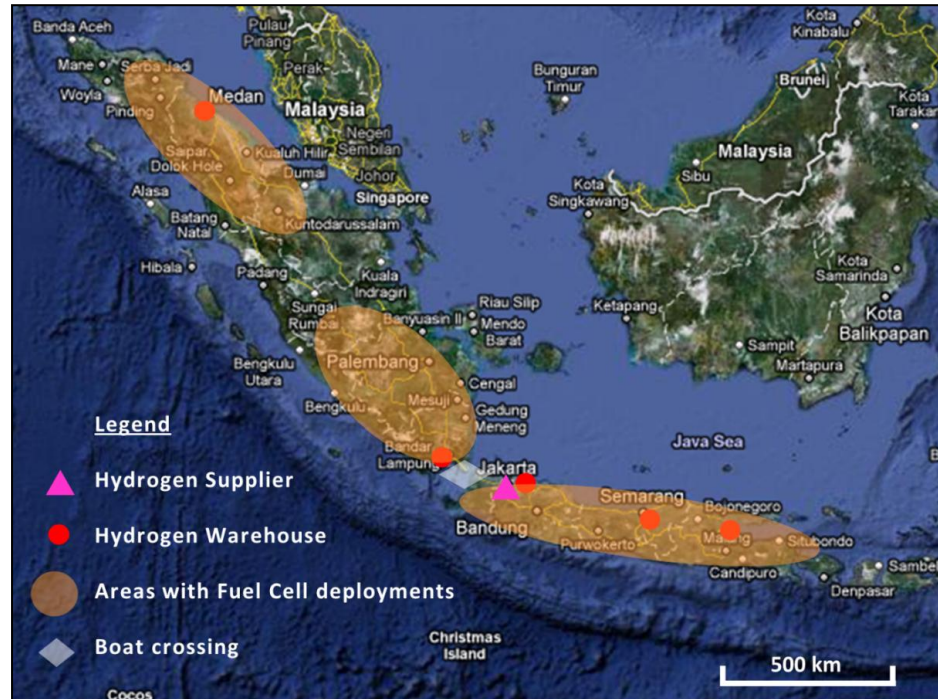 Banda Aceh
Pulau
Pinang
Kota
Kinabalu
Mane
Serba Jadi
Perak
Bunguran
Timur
Brunei
Woyla
Pinding
Medan
Malaysia
Kota
Tarakan
Negeri
Sembilan
Saipar
Dolok Hole
Kualuh Hilir
Dumai
Johor
Malaysia
Sibu
Alasa
Singapore
Kota
Singkawang
Batang
Natal
Kuntodarussalam
Hibala
Padang
Kuala
Indragiri
Kota
Samarinda
Sungai
Rumbai
Banyuasin II
Riau Silip
Mendo
Barat
Ketapang
Kota
Balikpapan
Bengkulu
Utara
Palembang
Sampit
Martapura
Cengal
Bengkulu
Mesuji
Gedung
Meneng
Legend
Bandar
Lampung
Java Sea
Hydrogen Supplier
Jakarta
Semarang
Bojonegoro
Hydrogen Warehouse
Bandung
Purwokerto
Malang
Situbondo
Candipuro
Areas with Fuel Cell deployments
Denpasar
Sambel
Boat crossing
Christmas
Island
500 km
Cocos